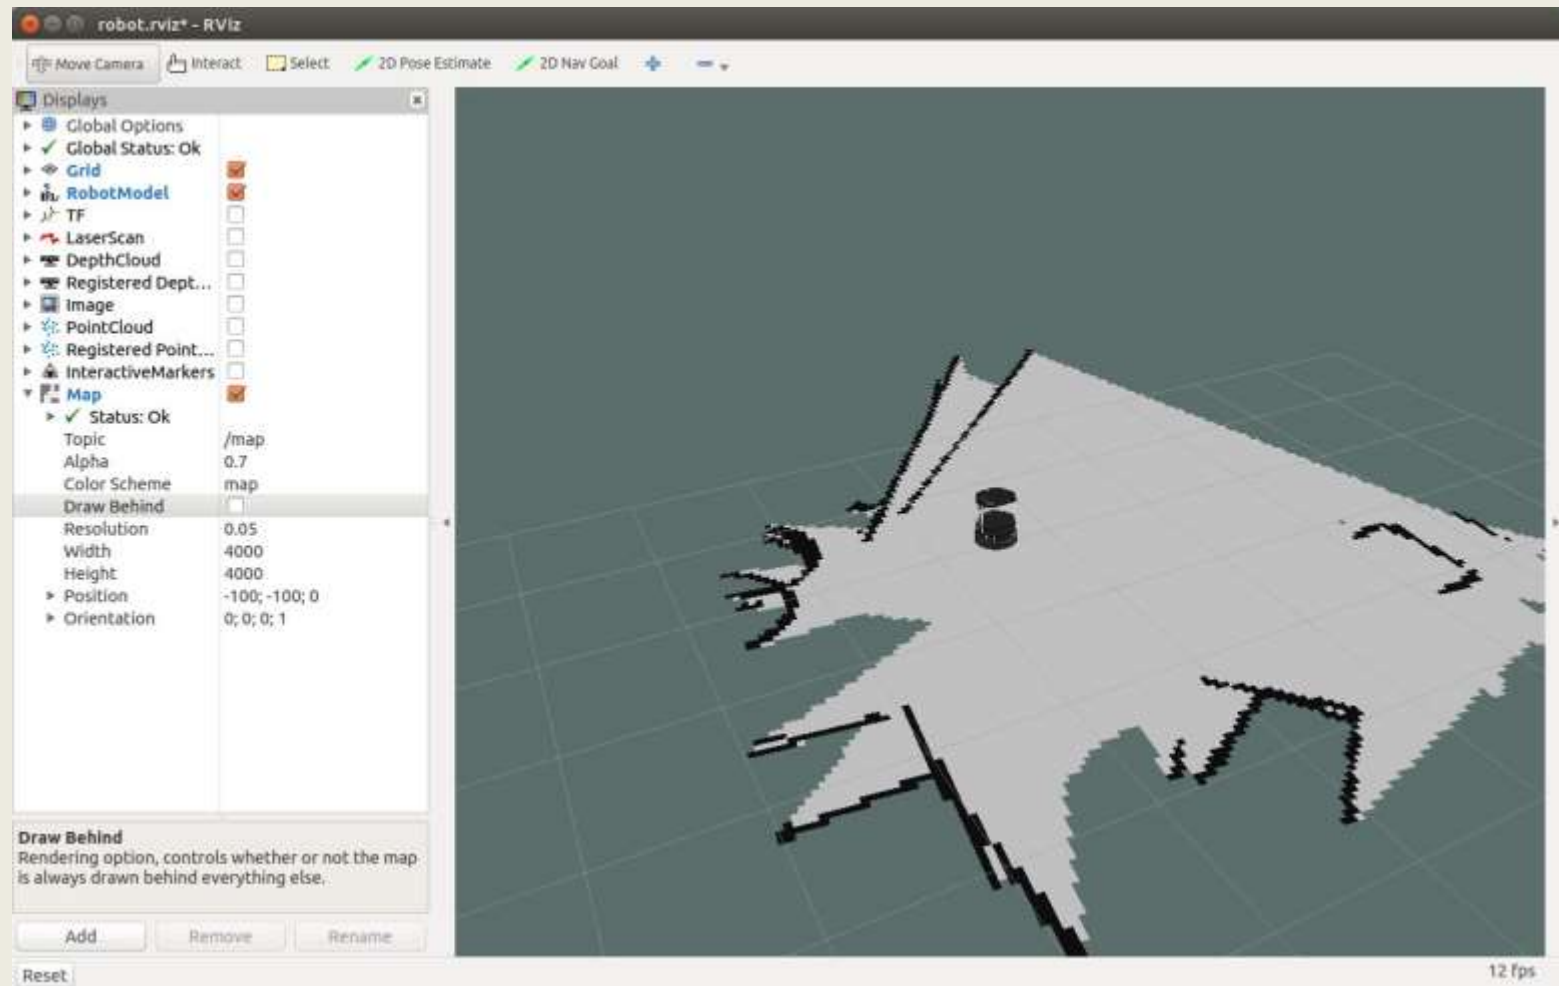 robot.rviz* - RViz
Move Camera Interact Select 2D Pose Estimate 2D Nav Goal
Displays
Global Options
Global Status: Ok
Grid
RobotModel
TF
LaserScan
DepthCloud
Registered Dept...
Image
PointCloud
Registered Point...
InteractiveMarkers
Map
Status: Ok
Topic /map
Alpha 0.7
Color Scheme map
Draw Behind
Resolution 0.05
Width 4000
Height 4000
Position -100; -100; 0
Orientation 0; 0; 0; 1
Draw Behind
Rendering option, controls whether or not the map
is always drawn behind everything else.
Add Remove Rename
Reset 12 fps